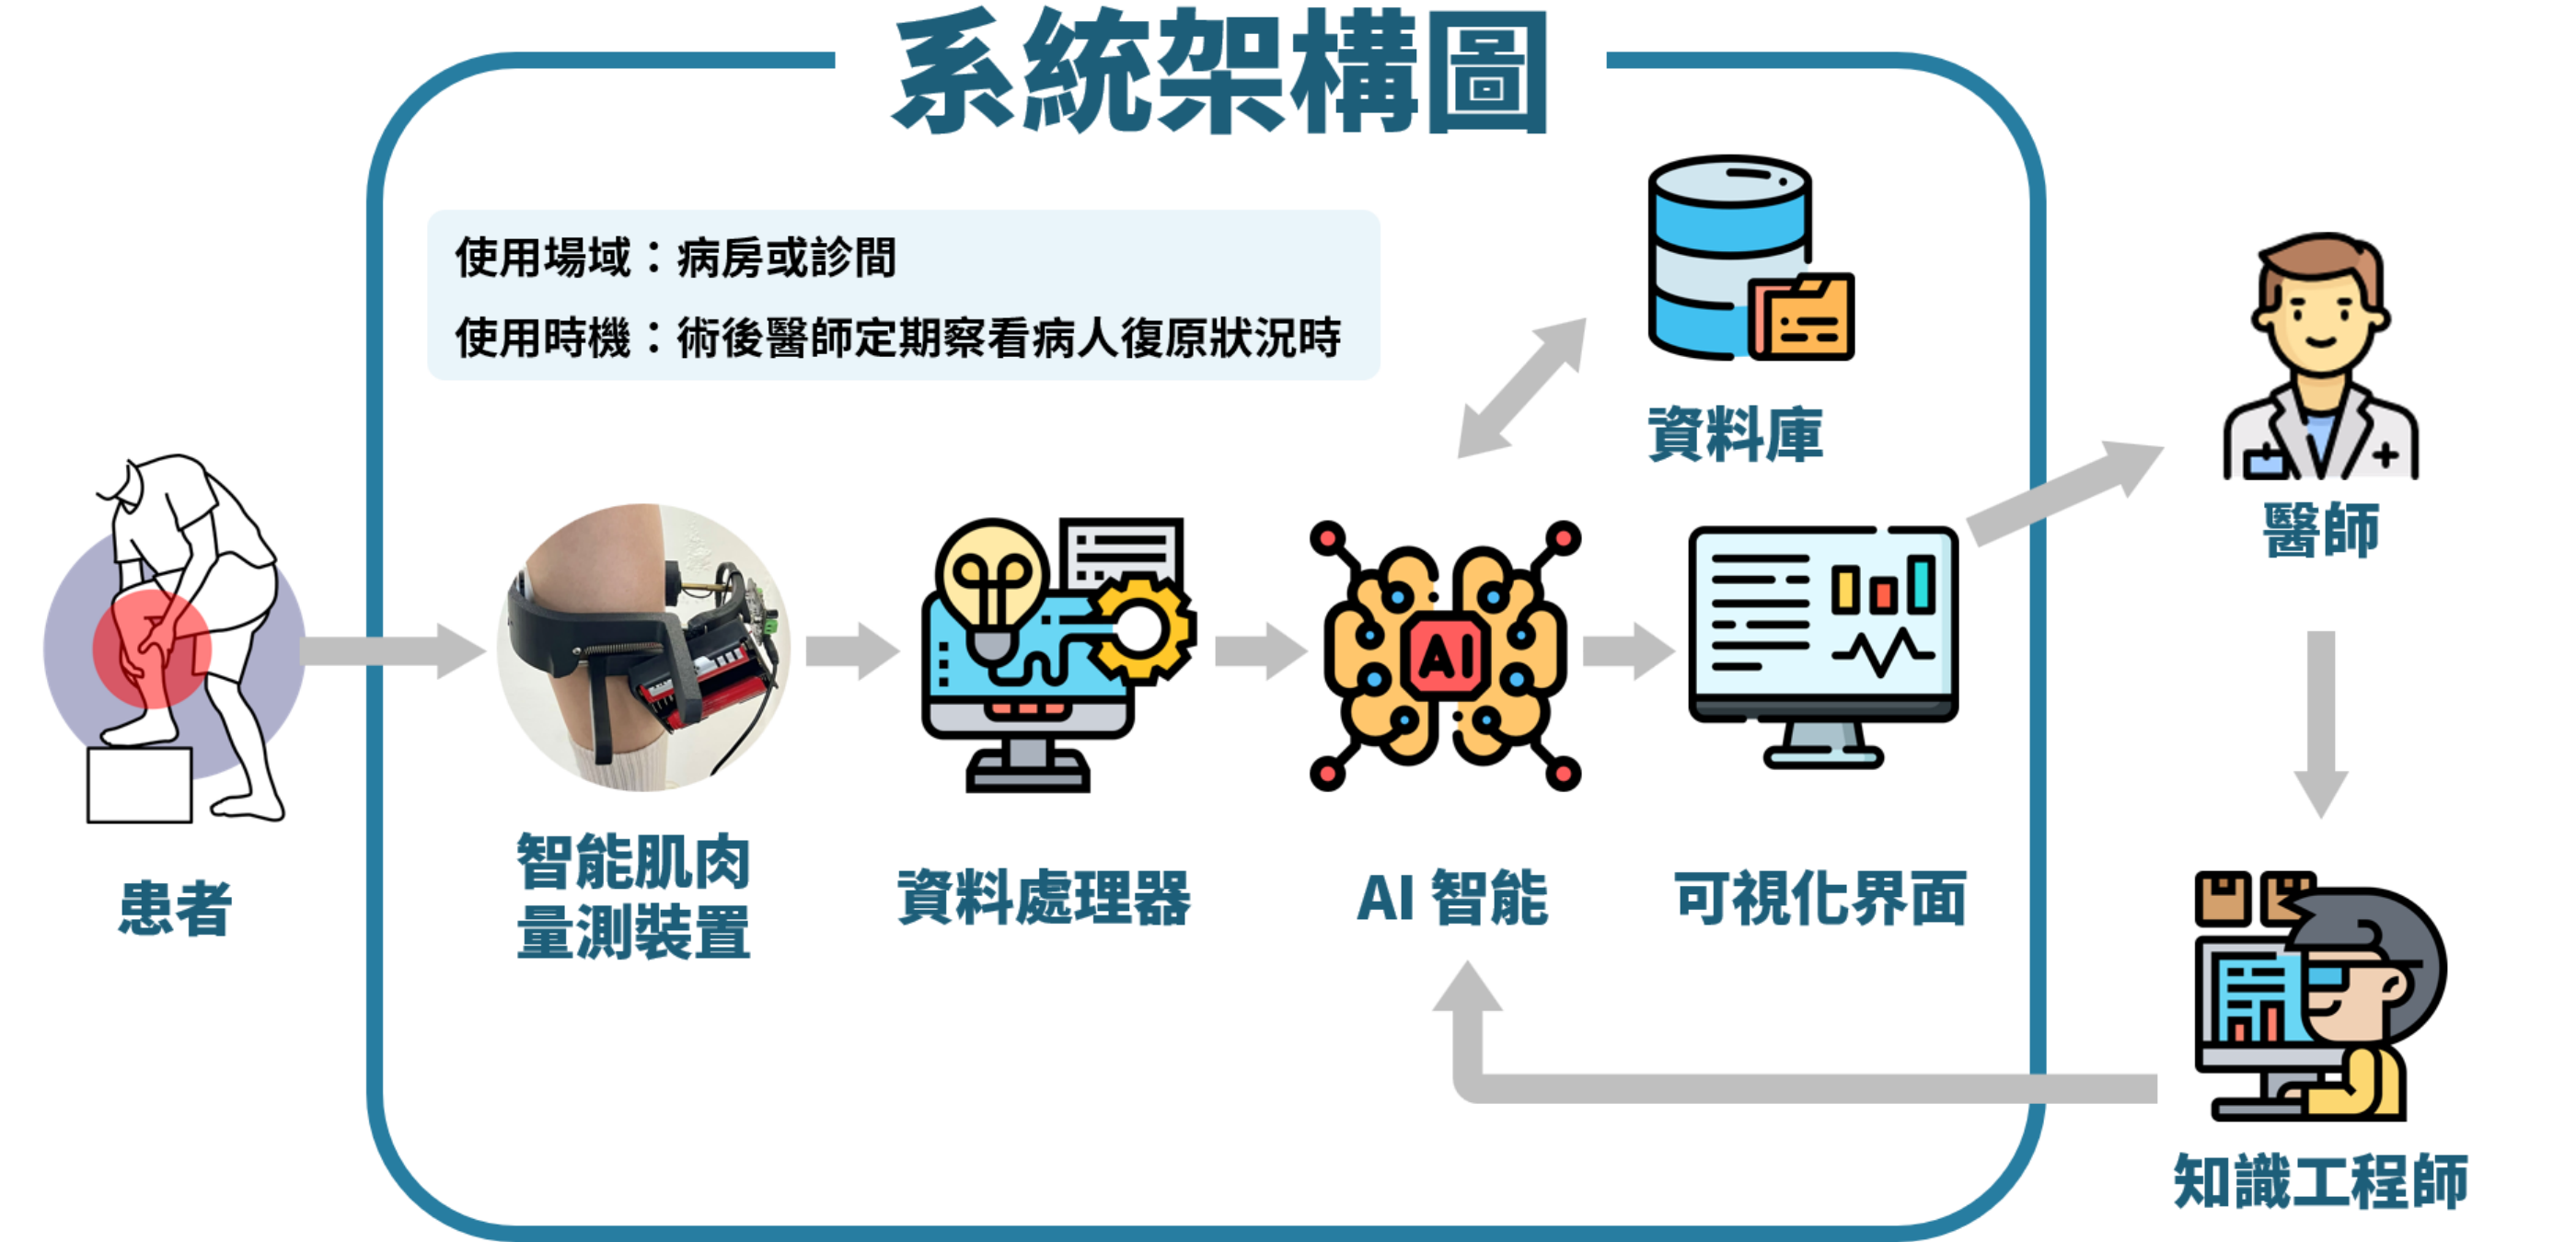 系統架構圖
使用場域：病房或診間
使用時機：術後醫師定期察看病人復原狀況時
資料庫
醫師
AI
患者
智能肌肉
量測裝置
資料處理器
AI 智能
可視化界面
知識工程師